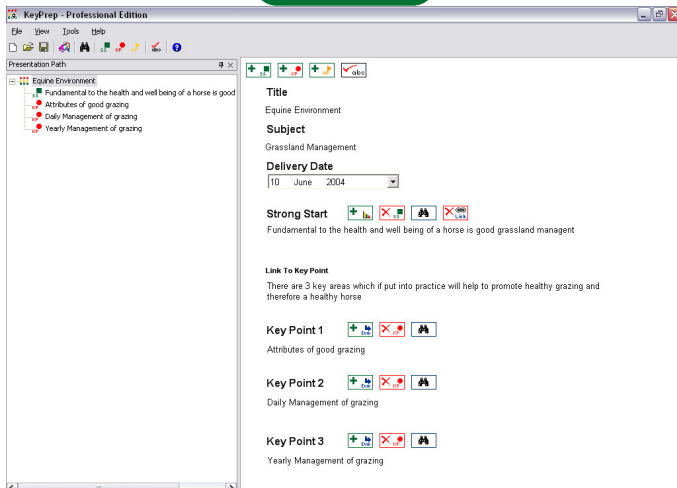 KeyPrep - Professional Edition
File View Tools Help
Presentation Path
Equine Environment
Fundamental to the health and well being of a horse is good
Attributes of good grazing
Daily Management of grazing
Yearly Management of grazing
Title
Equine Environment
Subject
Grassland Management
Delivery Date
10 June 2004
Strong Start
Link
Fundamental to the health and well being of a horse is good grassland managent
Link To Key Point
There are 3 key areas which if put into practice will help to promote healthy grazing and
therefore a healthy horse
Key Point 1
Attributes of good grazing
Key Point 2
Daily Management of grazing
Key Point 3
Yearly Management of grazing